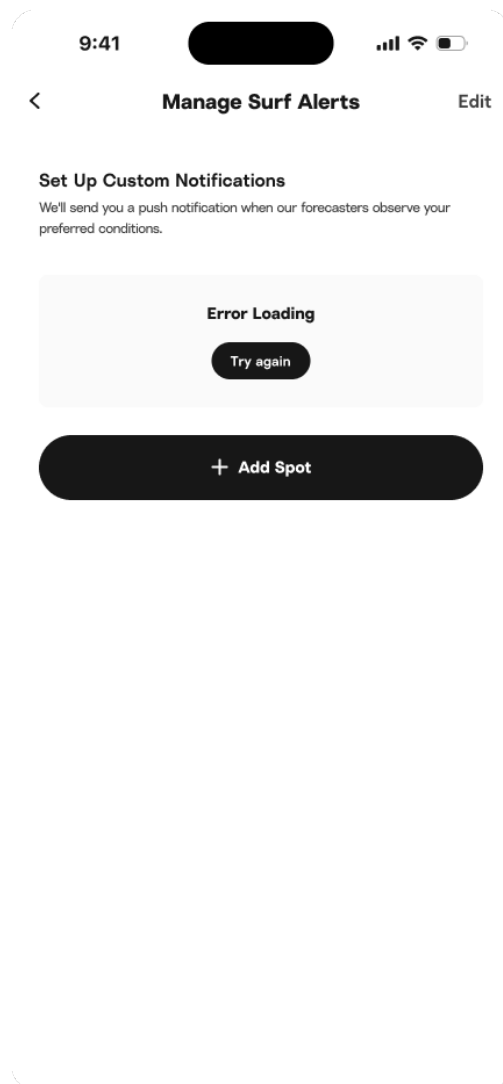 9:41
Manage Surf Alerts
Edit
Set Up Custom Notifications
We'll send you a push notification when our forecasters observe your
preferred conditions.
Error Loading
Try again
Add Spot